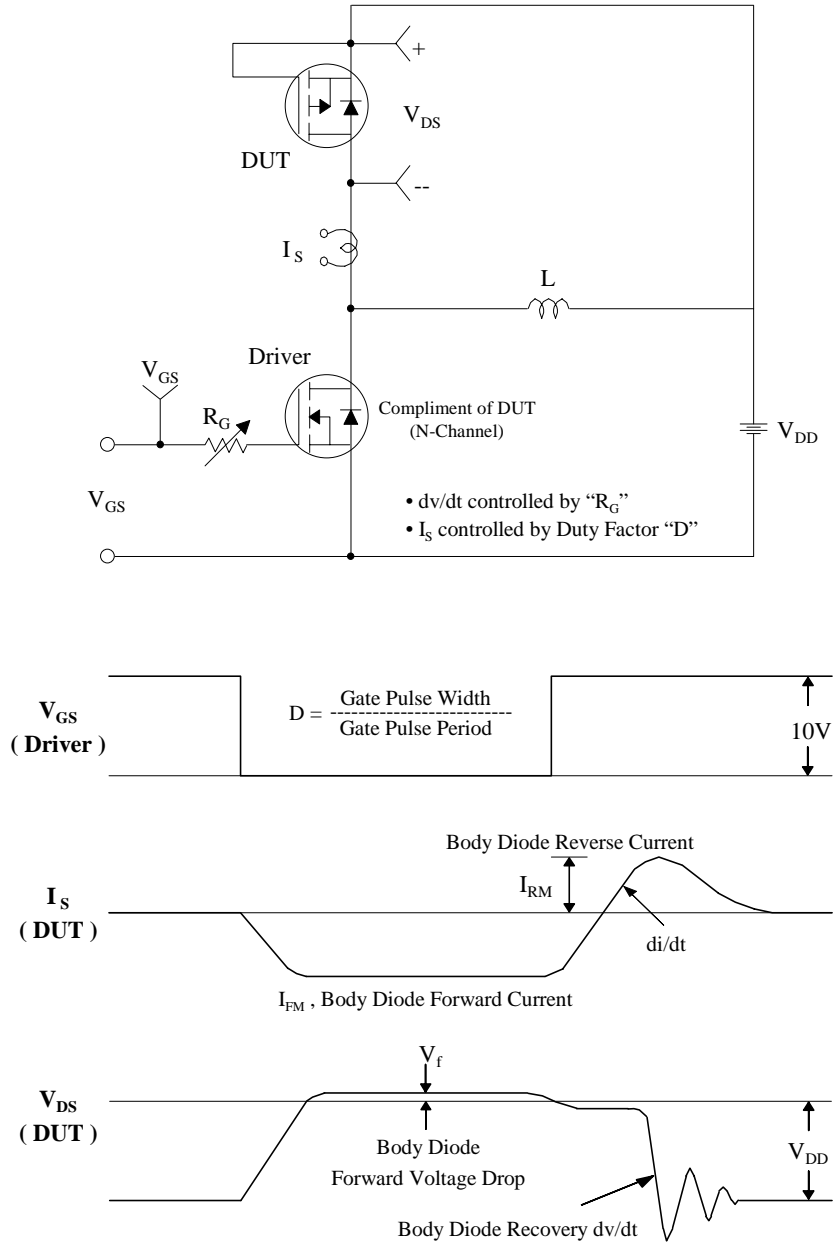 +
V_DS
DUT
--
I_S
L
Driver
V_GS
R_G
Compliment of DUT
(N-Channel)
V_DD
V_GS
• dv/dt controlled by “R_G”
• I_S controlled by Duty Factor “D”
V_GS
( Driver )
D = Gate Pulse Width
--------------------------
Gate Pulse Period
10V
Body Diode Reverse Current
I_S
( DUT )
I_RM
di/dt
I_FM , Body Diode Forward Current
V_f
V_DS
( DUT )
Body Diode
Forward Voltage Drop
V_DD
Body Diode Recovery dv/dt